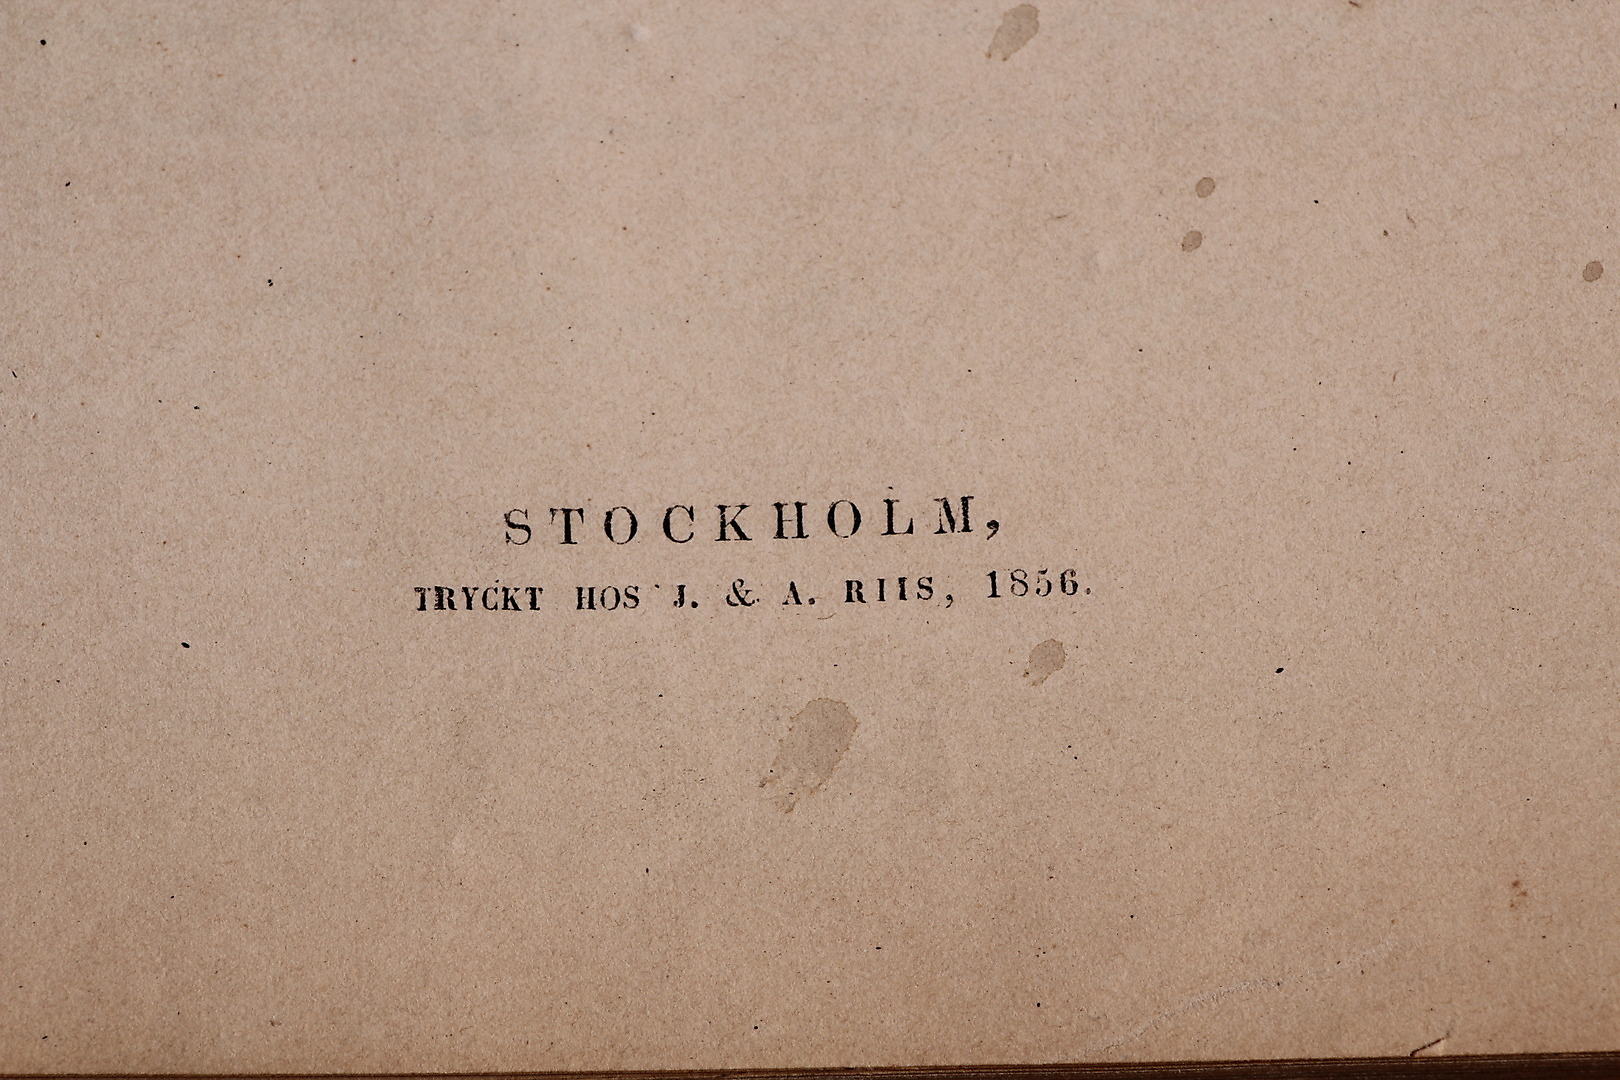 STOCKHOLM,
TRYCKT HOS J. & A. RIIS, 1856.